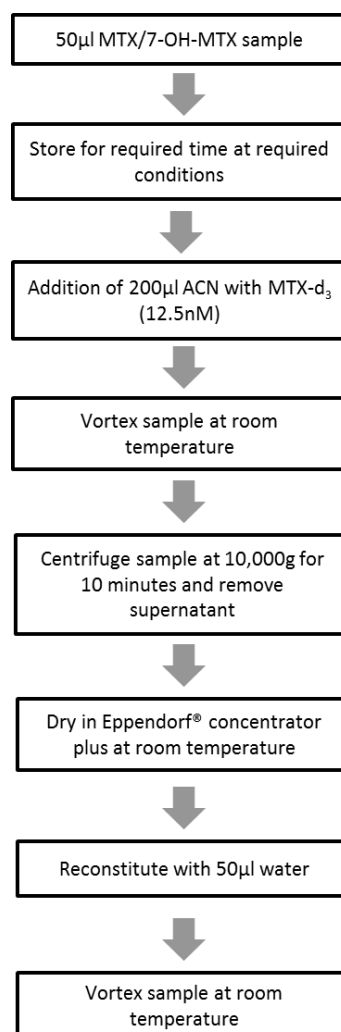 50µl MTX/7-OH-MTX sample
Store for required time at required
conditions
Addition of 200µl ACN with MTX-d₃
(12.5nM)
Vortex sample at room
temperature
Centrifuge sample at 10,000g for
10 minutes and remove
supernatant
Dry in Eppendorf® concentrator
plus at room temperature
Reconstitute with 50µl water
Vortex sample at room
temperature